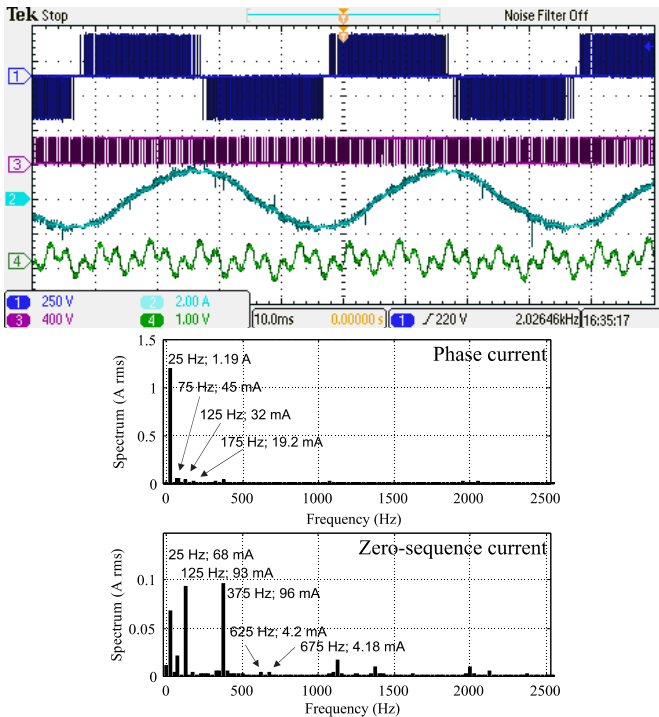 Tek Stop Noise Filter Off
1
3
2
4
1 250 V 2 2.00 A
3 400 V 4 1.00 V
10.0ms 0.00000 s 1 220 V 2.02646kHz 16:35:17
Phase current
Spectrum (A rms)
1.5
1
0.5
0
25 Hz; 1.19 A
75 Hz; 45 mA
125 Hz; 32 mA
175 Hz; 19.2 mA
0 500 1000 1500 2000 2500
Frequency (Hz)
Zero-sequence current
Spectrum (A rms)
0.1
0.05
0
25 Hz; 68 mA
125 Hz; 93 mA
375 Hz; 96 mA
625 Hz; 4.2 mA
675 Hz; 4.18 mA
0 500 1000 1500 2000 2500
Frequency (Hz)